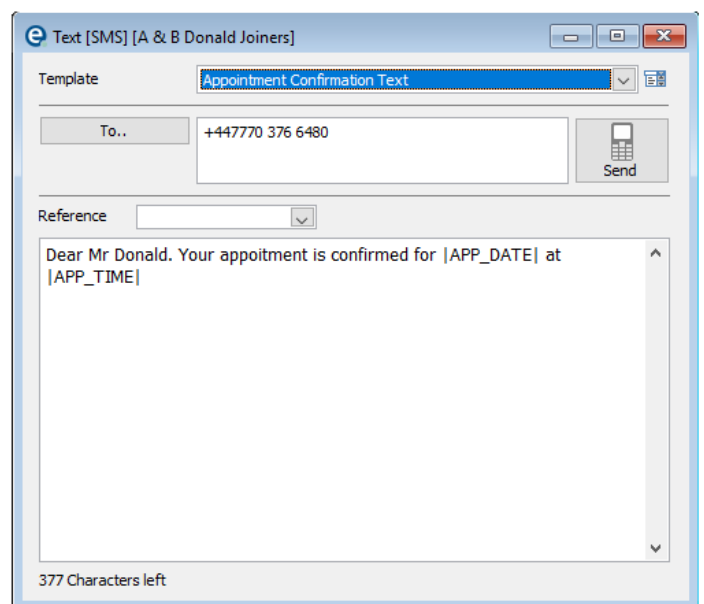 Text [SMS] [A & B Donald Joiners]
Template
Appointment Confirmation Text
To..
+447770 376 6480
Send
Reference
Dear Mr Donald. Your appoitment is confirmed for |APP_DATE| at
|APP_TIME|
377 Characters left